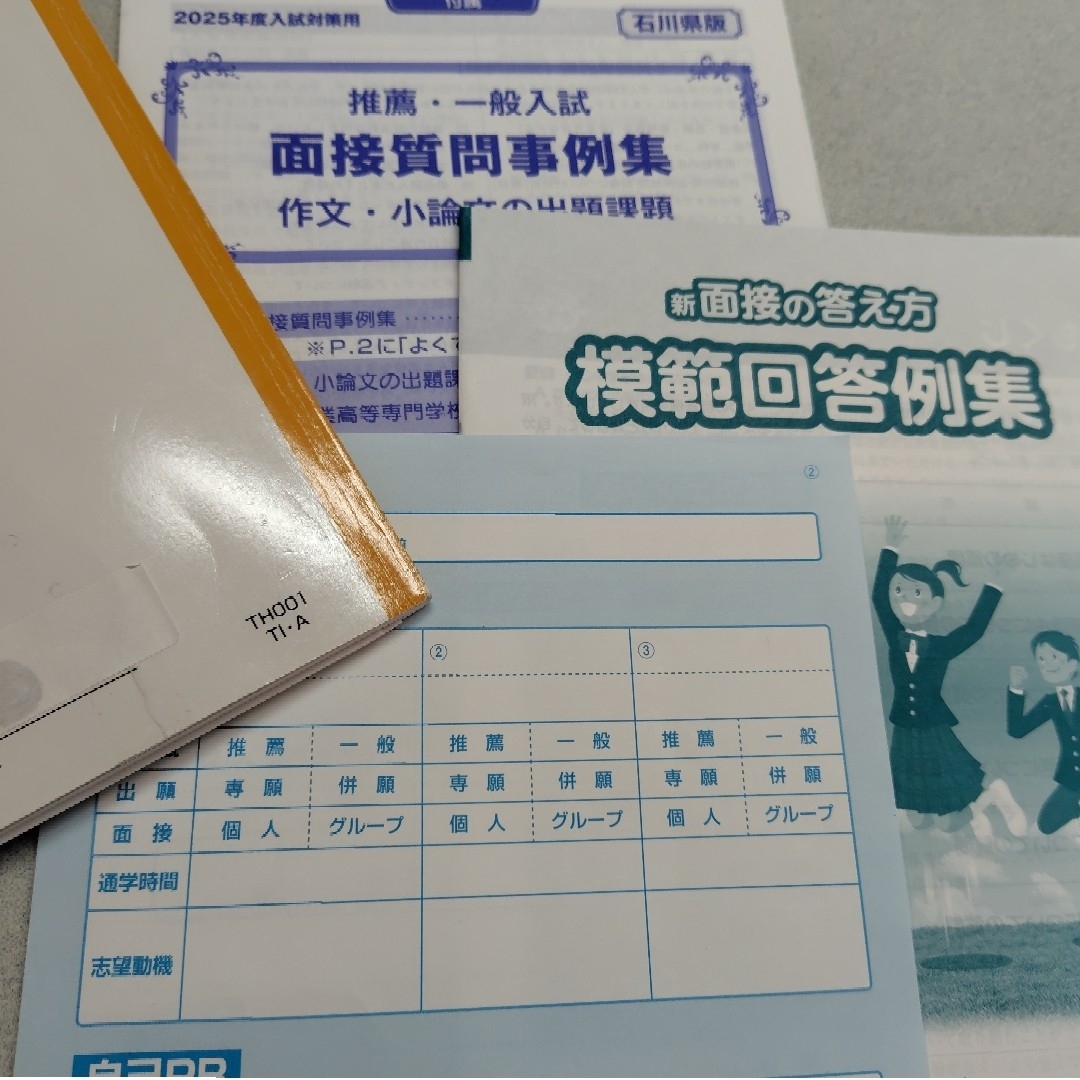 付属
2025年度入試対策用
石川県版
推薦・一般入試
面接質問事例集
作文・小論文の出題課題
接質問事例集
※P.2に「よく
小論文の出題課
業高等専門学校
新 面接の答え方
模範回答例集
②
② ③
推薦 一般 推薦 一般 推薦 一般
出願 専願 併願 専願 併願 専願 併願
面接 個人 グループ 個人 グループ 個人 グループ
通学時間
志望動機
自己PR
TH001
TI・A